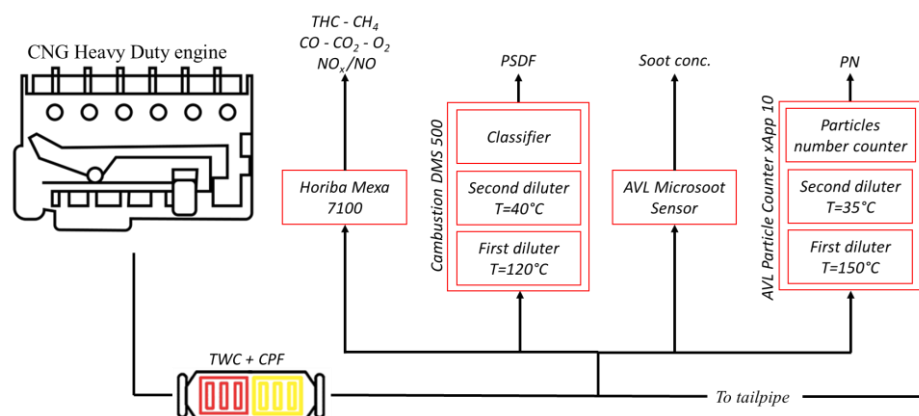 THC - CH₄
CO - CO₂ - O₂
NOₓ/NO
CNG Heavy Duty engine
PSDF
Soot conc.
PN
Horiba Mexa
7100
Cambustion DMS 500
Classifier
Second diluter
T=40°C
First diluter
T=120°C
AVL Microsoot
Sensor
AVL Particle Counter xApp 10
Particles
number counter
Second diluter
T=35°C
First diluter
T=150°C
TWC + CPF
To tailpipe